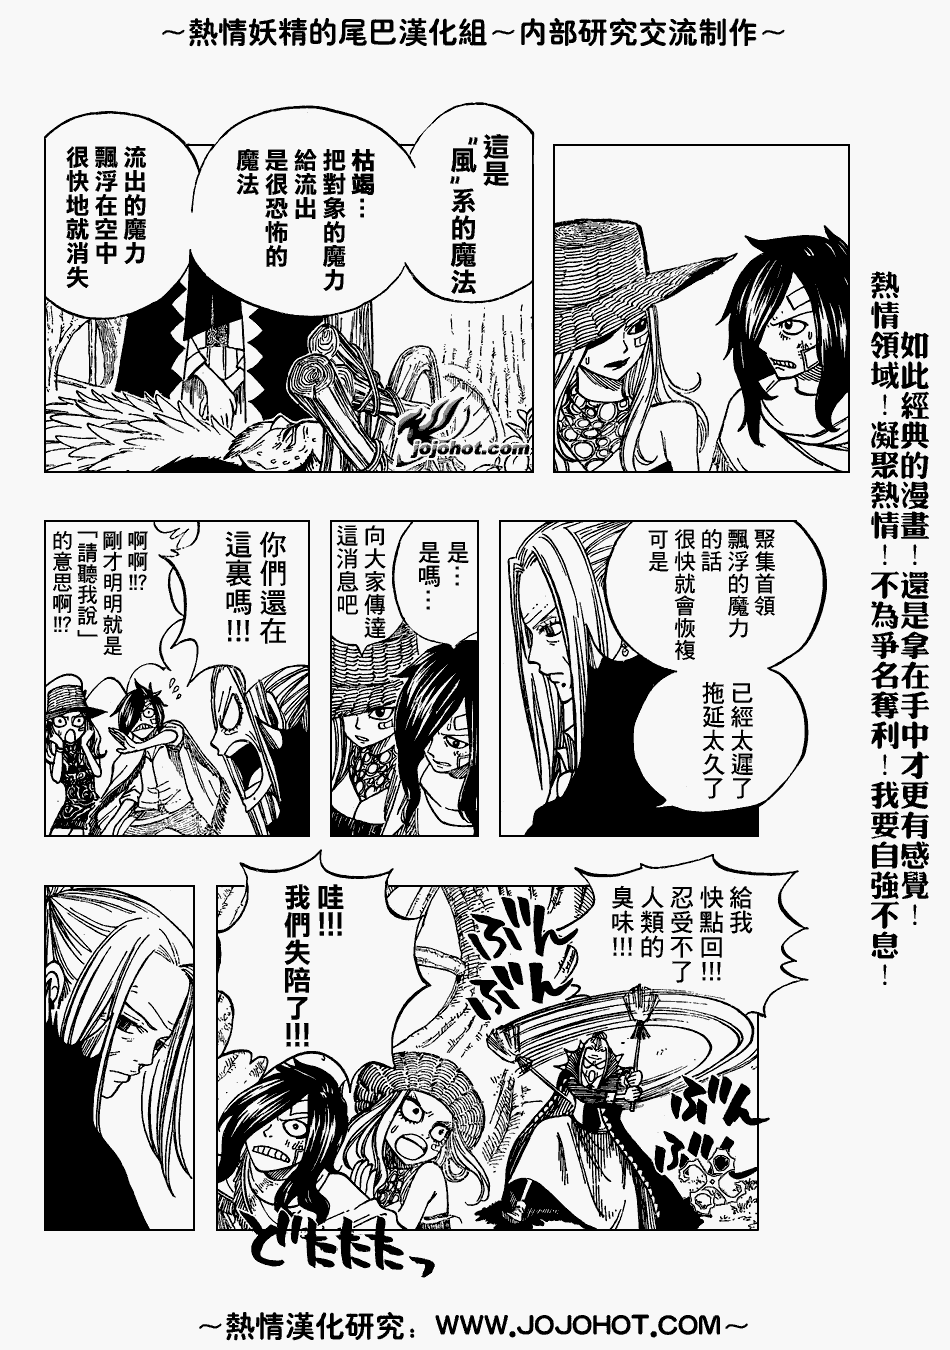 ～熱情妖精的尾巴漢化組～内部研究交流制作～
這是
"風"系的魔法
枯竭…
把對象的魔力
給流出
是很恐怖的
魔法
流出的魔力
飄浮在空中
很快地就消失
jojohot.com
如此經典的漫畫！還是拿在手中才更有感覺！
熱情領域！凝聚熱情！不為爭名奪利！我要自強不息！
聚集首領
飄浮的魔力
的話
很快就會恢複
可是
已經太遲了
拖延太久了
是…
是嗎…
向大家傳達
這消息吧
你們還在
這裏嗎!!!
啊啊!!?
剛才明明就是
「請聽我說」
的意思啊!!?
給我
快點回!!!
忍受不了
人類的
臭味!!!
ぶん
ぶん
ぶん
ぶん
哇!!!
我們失陪了!!!
どたたたっ
～熱情漢化研究：WWW.JOJOHOT.COM～